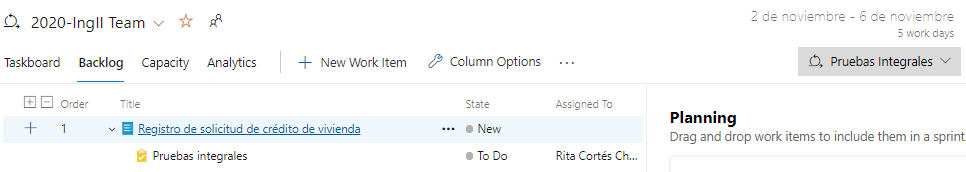 2020-IngII Team
2 de noviembre - 6 de noviembre
5 work days
Taskboard Backlog Capacity Analytics New Work Item Column Options ...
Pruebas Integrales
Order Title State Assigned To
1 Registro de solicitud de crédito de vivienda ... New
Pruebas integrales To Do Rita Cortés Ch...
Planning
Drag and drop work items to include them in a sprint